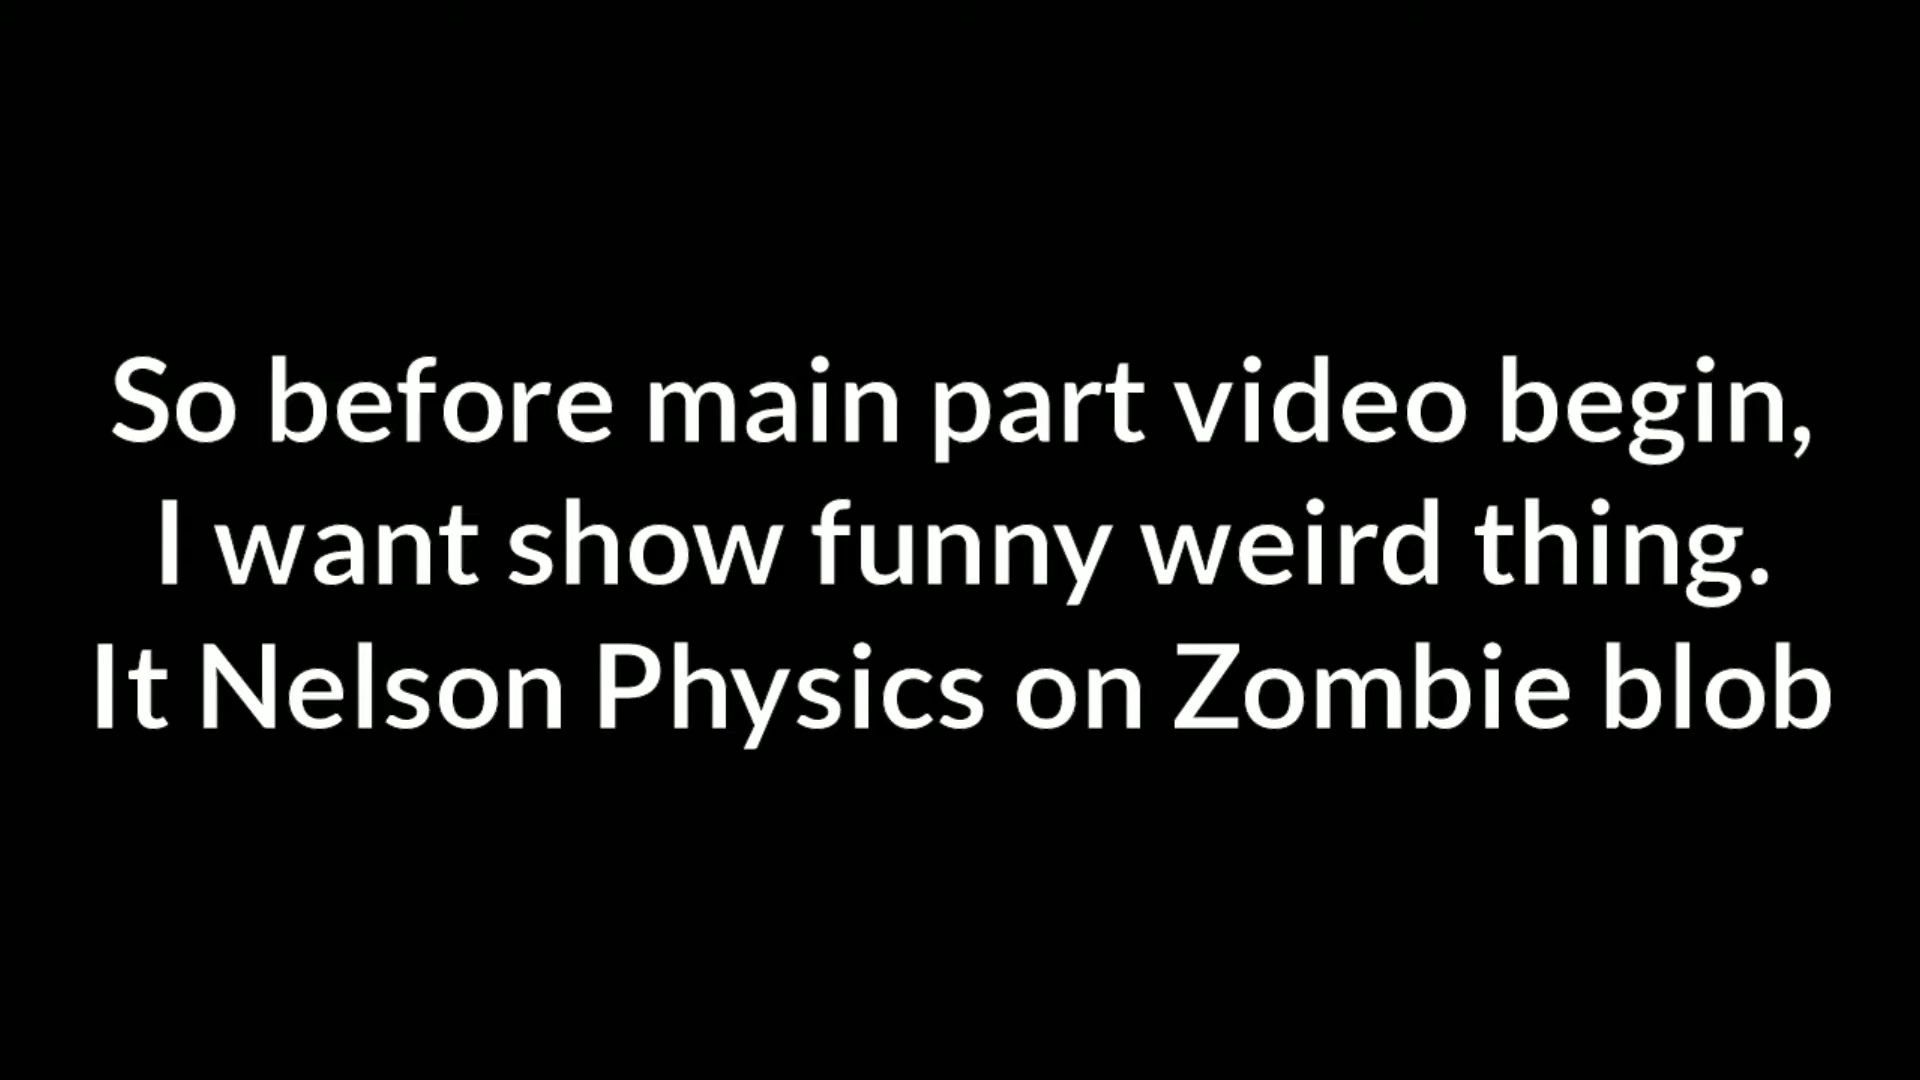 So before main part video begin,
I want show funny weird thing.
It Nelson Physics on Zombie blob